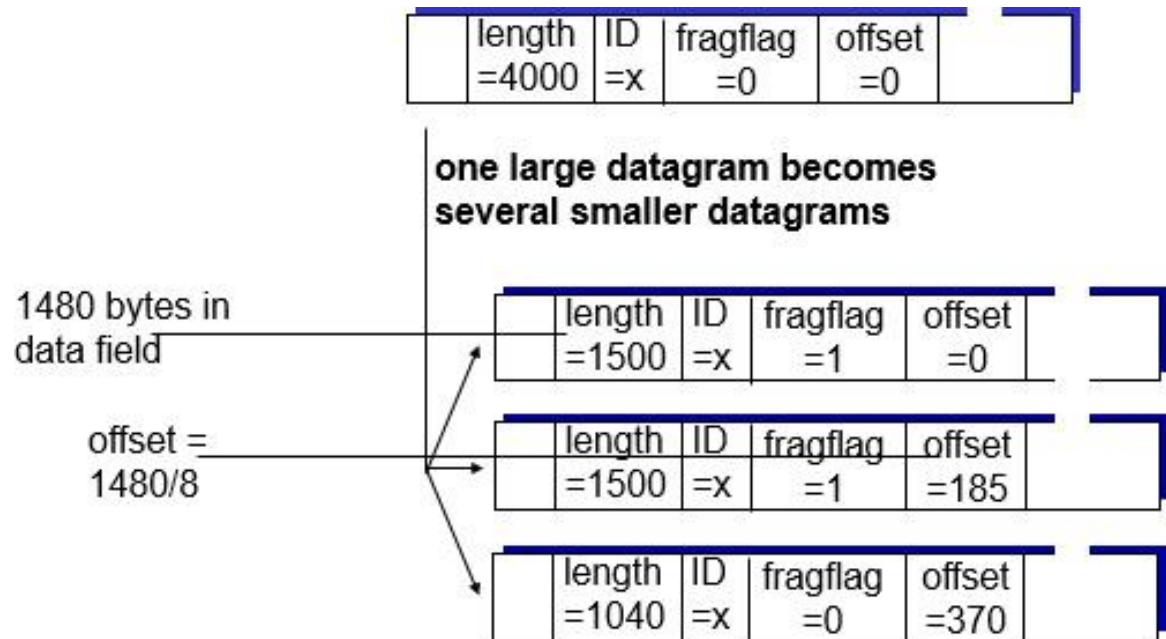 length ID fragflag offset
=4000 =x =0 =0
one large datagram becomes
several smaller datagrams
1480 bytes in
data field
length ID fragflag offset
=1500 =x =1 =0
offset =
1480/8
length ID fragflag offset
=1500 =x =1 =185
length ID fragflag offset
=1040 =x =0 =370